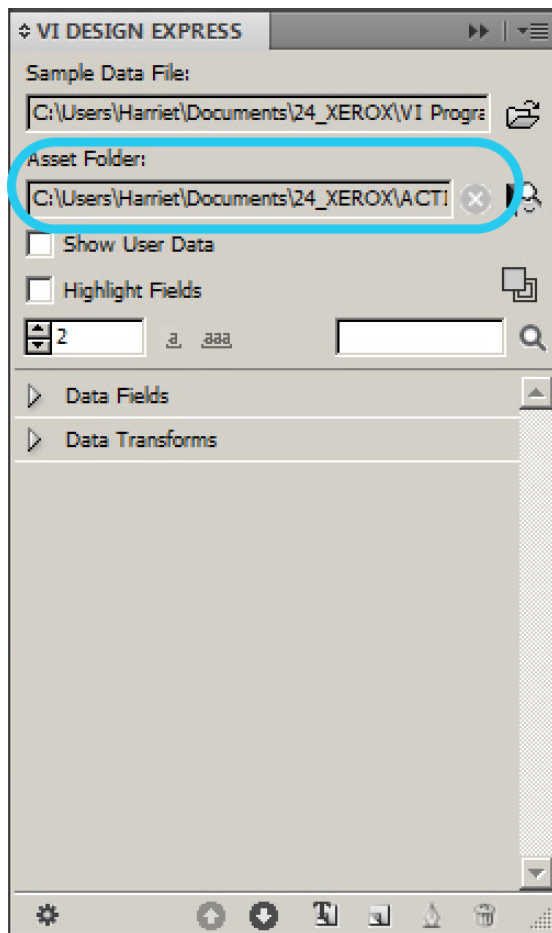 VI DESIGN EXPRESS
Sample Data File:
C:\Users\Harriet\Documents\24_XEROX\VI Progra
Asset Folder:
C:\Users\Harriet\Documents\24_XEROX\ACTI
Show User Data
Highlight Fields
2 a aaa
Data Fields
Data Transforms